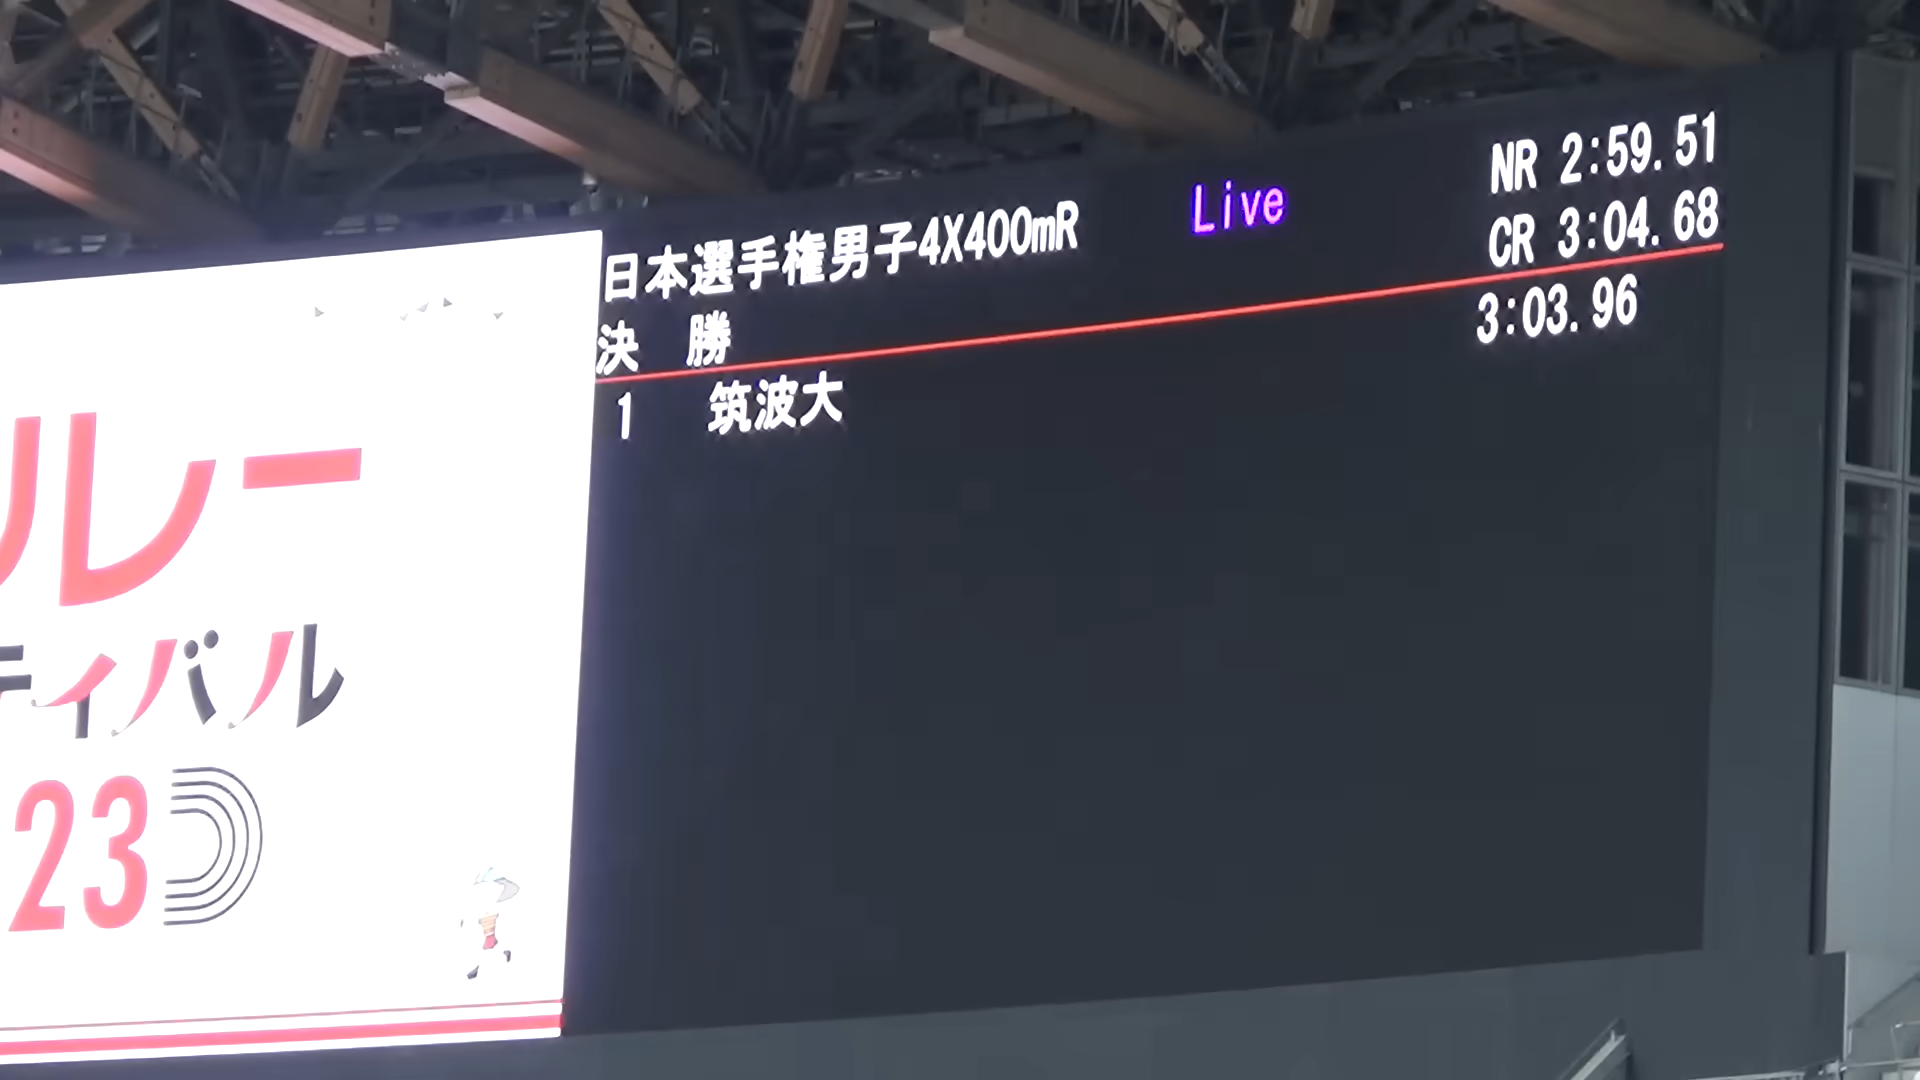 ルレー
ティバル
23
日本選手権男子4X400mR
Live
NR 2:59.51
CR 3:04.68
決 勝
1 筑波大 3:03.96